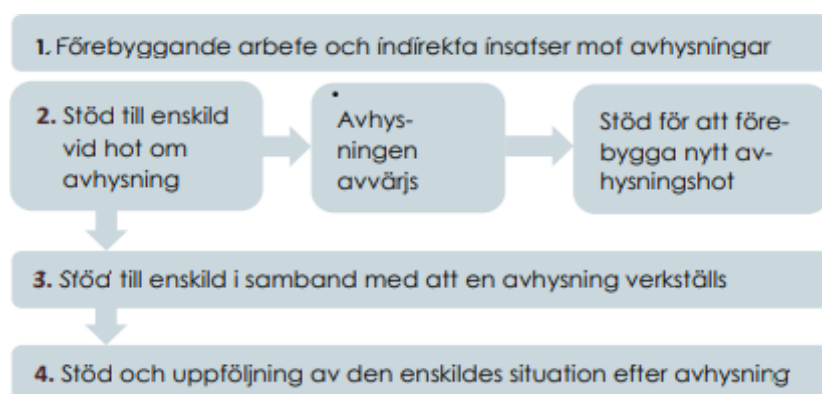 1. Förebyggande arbete och indirekta insatser mot avhysningar
2. Stöd till enskild
vid hot om
avhysning
Avhys-
ningen
avvärjs
Stöd för att före-
bygga nytt av-
hysningshot
3. Stöd till enskild i samband med att en avhysning verkställs
4. Stöd och uppföljning av den enskildes situation efter avhysning